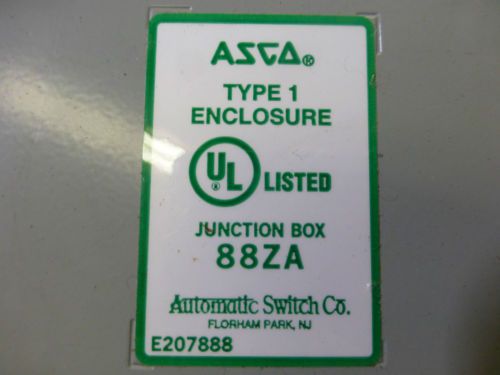 ASCO®
TYPE 1
ENCLOSURE
UL® LISTED
JUNCTION BOX
88ZA
Automatic Switch Co.
FLORHAM PARK, NJ
E207888